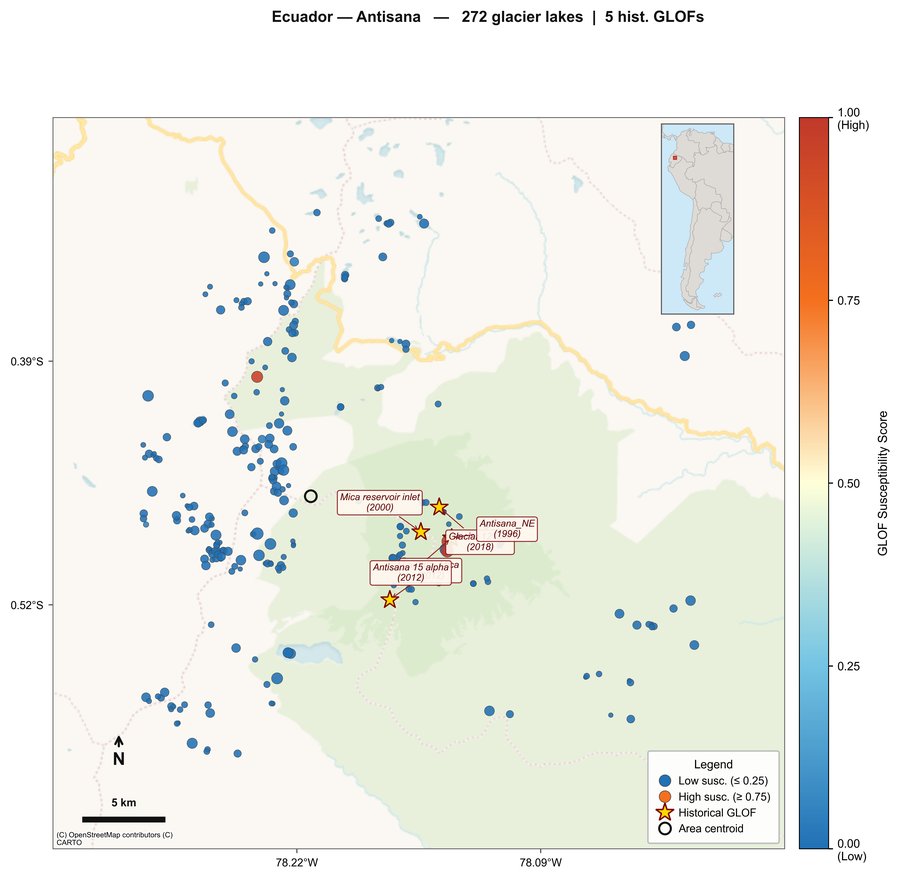 Ecuador — Antisana — 272 glacier lakes | 5 hist. GLOFs
1.00
(High)
0.75
0.50
0.25
0.00
(Low)
GLOF Susceptibility Score
0.39°S
0.52°S
78.22°W
78.09°W
Mica reservoir inlet
(2000)
Antisana_NE
(1996)
(2018)
Antisana 15 alpha
(2012)
N
5 km
(C) OpenStreetMap contributors (C)
CARTO
Legend
Low susc. (≤ 0.25)
High susc. (≥ 0.75)
Historical GLOF
Area centroid